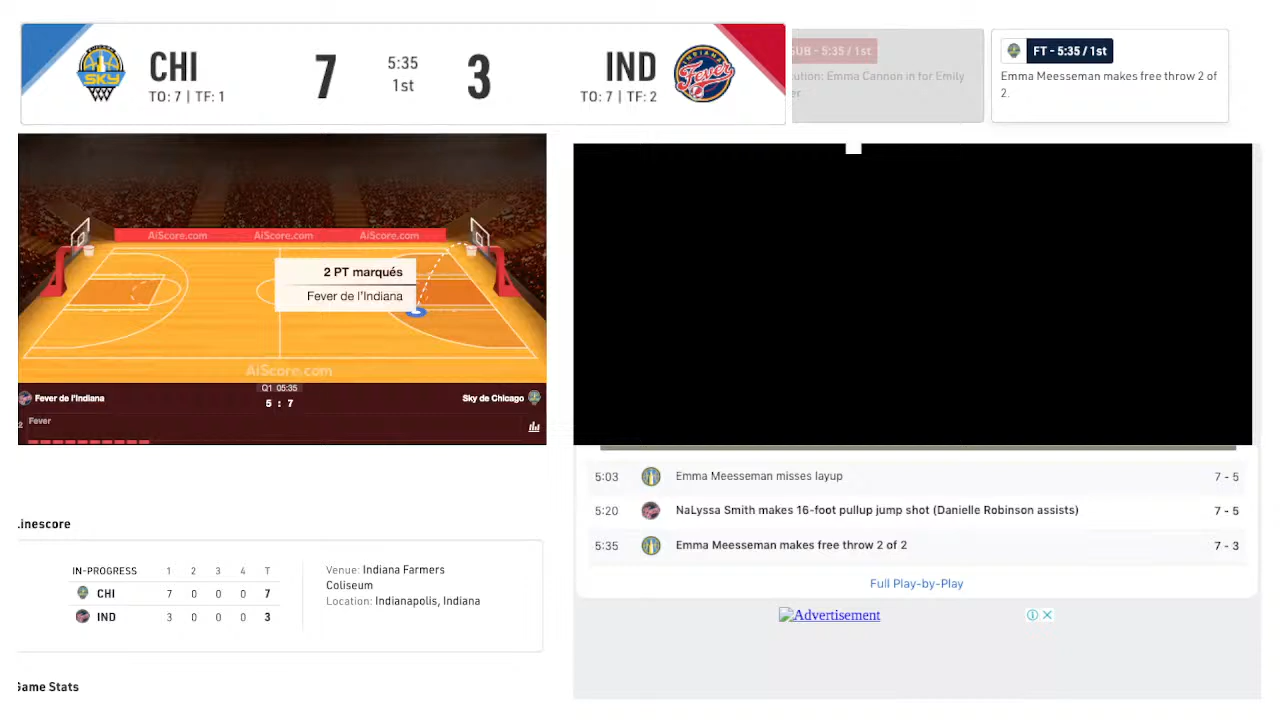 CHI
TO: 7 | TF: 1
7
5:35
1st
3
IND
TO: 7 | TF: 2
SUB - 5:35 / 1st
Emma Cannon in for Emily
FT - 5:35 / 1st
Emma Meesseman makes free throw 2 of
2.
SKY
INDIANA
Fever
AiScore.com AiScore.com AiScore.com
2 PT marqués
Fever de l'Indiana
AiScore.com
Q1 05:35
Fever de l'Indiana 5 : 7 Sky de Chicago
2 Fever
5:03 Emma Meesseman misses layup 7 - 5
5:20 NaLyssa Smith makes 16-foot pullup jump shot (Danielle Robinson assists) 7 - 5
5:35 Emma Meesseman makes free throw 2 of 2 7 - 3
Full Play-by-Play
Advertisement
Linescore
IN-PROGRESS 1 2 3 4 T
CHI 7 0 0 0 7
IND 3 0 0 0 3
Venue: Indiana Farmers
Coliseum
Location: Indianapolis, Indiana
Game Stats